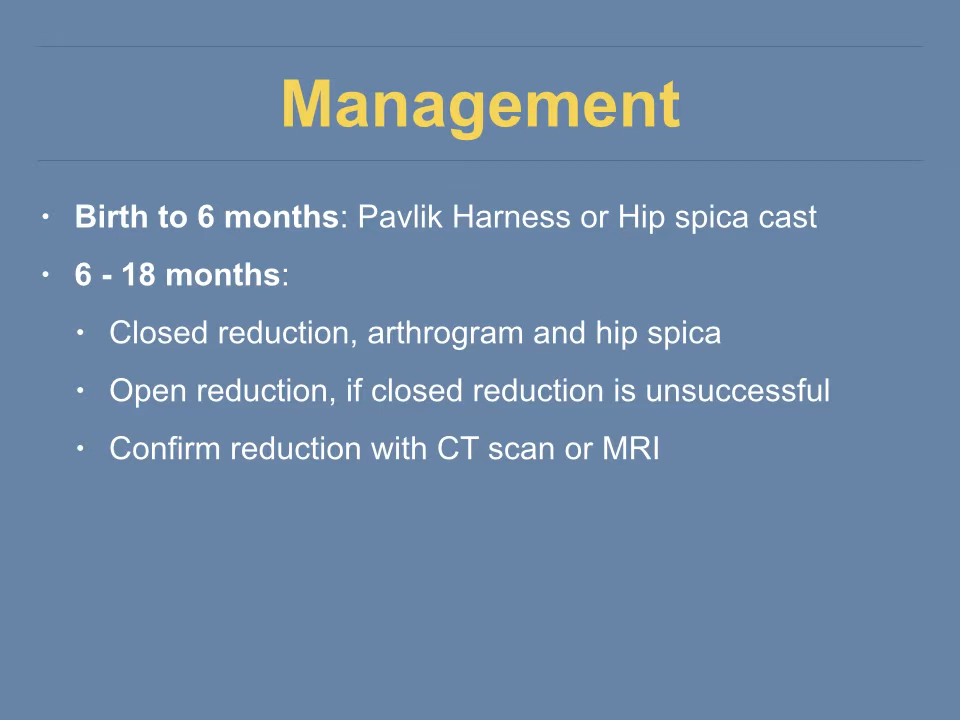 Management
• Birth to 6 months: Pavlik Harness or Hip spica cast
• 6 - 18 months:
• Closed reduction, arthrogram and hip spica
• Open reduction, if closed reduction is unsuccessful
• Confirm reduction with CT scan or MRI